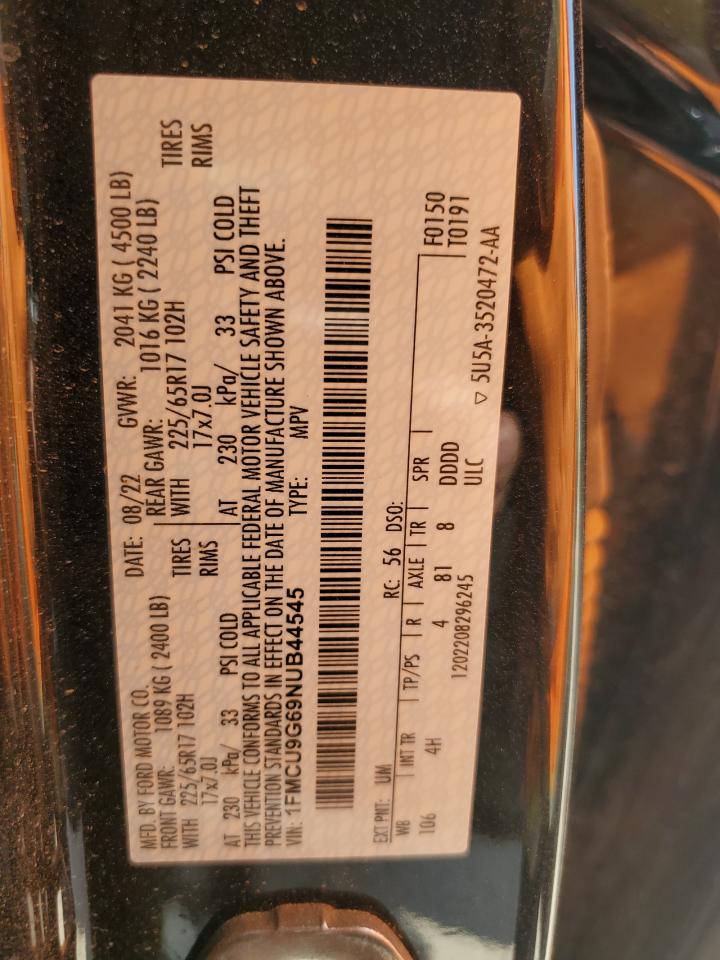 MFD. BY FORD MOTOR CO. DATE: 08/22 GVWR: 2041 KG ( 4500 LB)
FRONT GAWR: 1089 KG ( 2400 LB) REAR GAWR: 1016 KG ( 2240 LB)
WITH 225/65R17 102H TIRES WITH 225/65R17 102H TIRES
17x7.0J RIMS 17x7.0J RIMS
AT 230 kPa/ 33 PSI COLD AT 230 kPa/ 33 PSI COLD
THIS VEHICLE CONFORMS TO ALL APPLICABLE FEDERAL MOTOR VEHICLE SAFETY AND THEFT
PREVENTION STANDARDS IN EFFECT ON THE DATE OF MANUFACTURE SHOWN ABOVE.
VIN: 1FMCU9G69NUB44545 TYPE: MPV
EXT PNT: UM RC: 56 DSO: F0150
WB INT TR TP/PS R AXLE TR SPR T0191
106 4H 4 81 8 DDDD
1202208296245 ULC ▽ 5U5A-3520472-AA